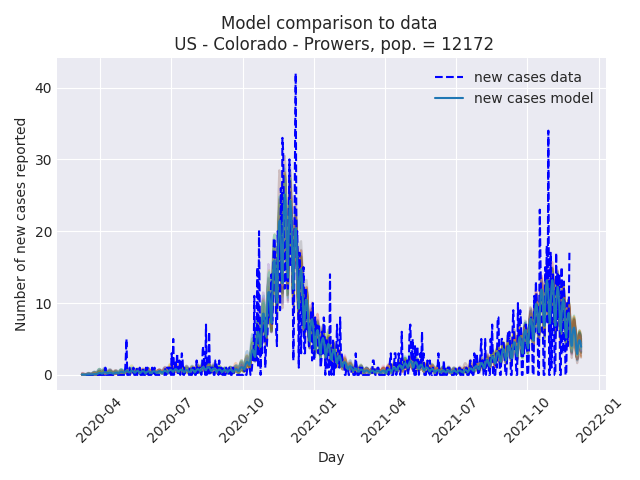 Model comparison to data
US - Colorado - Prowers, pop. = 12172
new cases data
new cases model
Number of new cases reported
40
30
20
10
0
2020-04
2020-07
2020-10
2021-01
2021-04
2021-07
2021-10
2022-01
Day